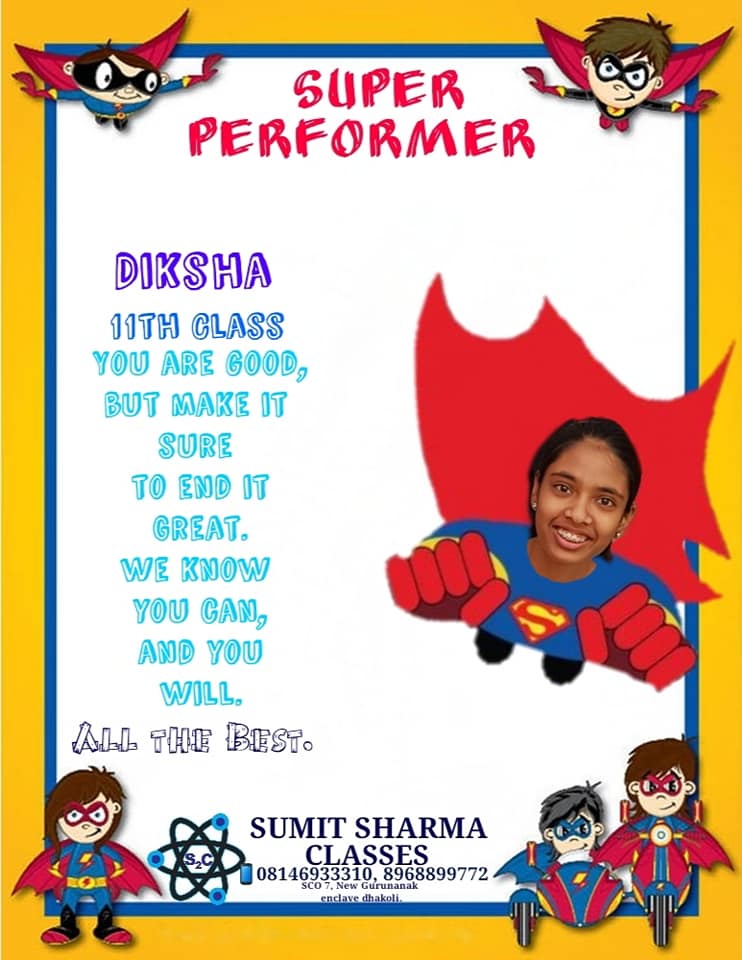 SUPER
PERFORMER
DIKSHA
11TH CLASS
YOU ARE GOOD,
BUT MAKE IT
SURE
TO END IT
GREAT.
WE KNOW
YOU CAN,
AND YOU
WILL.
ALL THE BEST.
S
S₂C
SUMIT SHARMA
CLASSES
08146933310, 8968899772
SCO 7, New Gurunanak
enclave dhakoli.